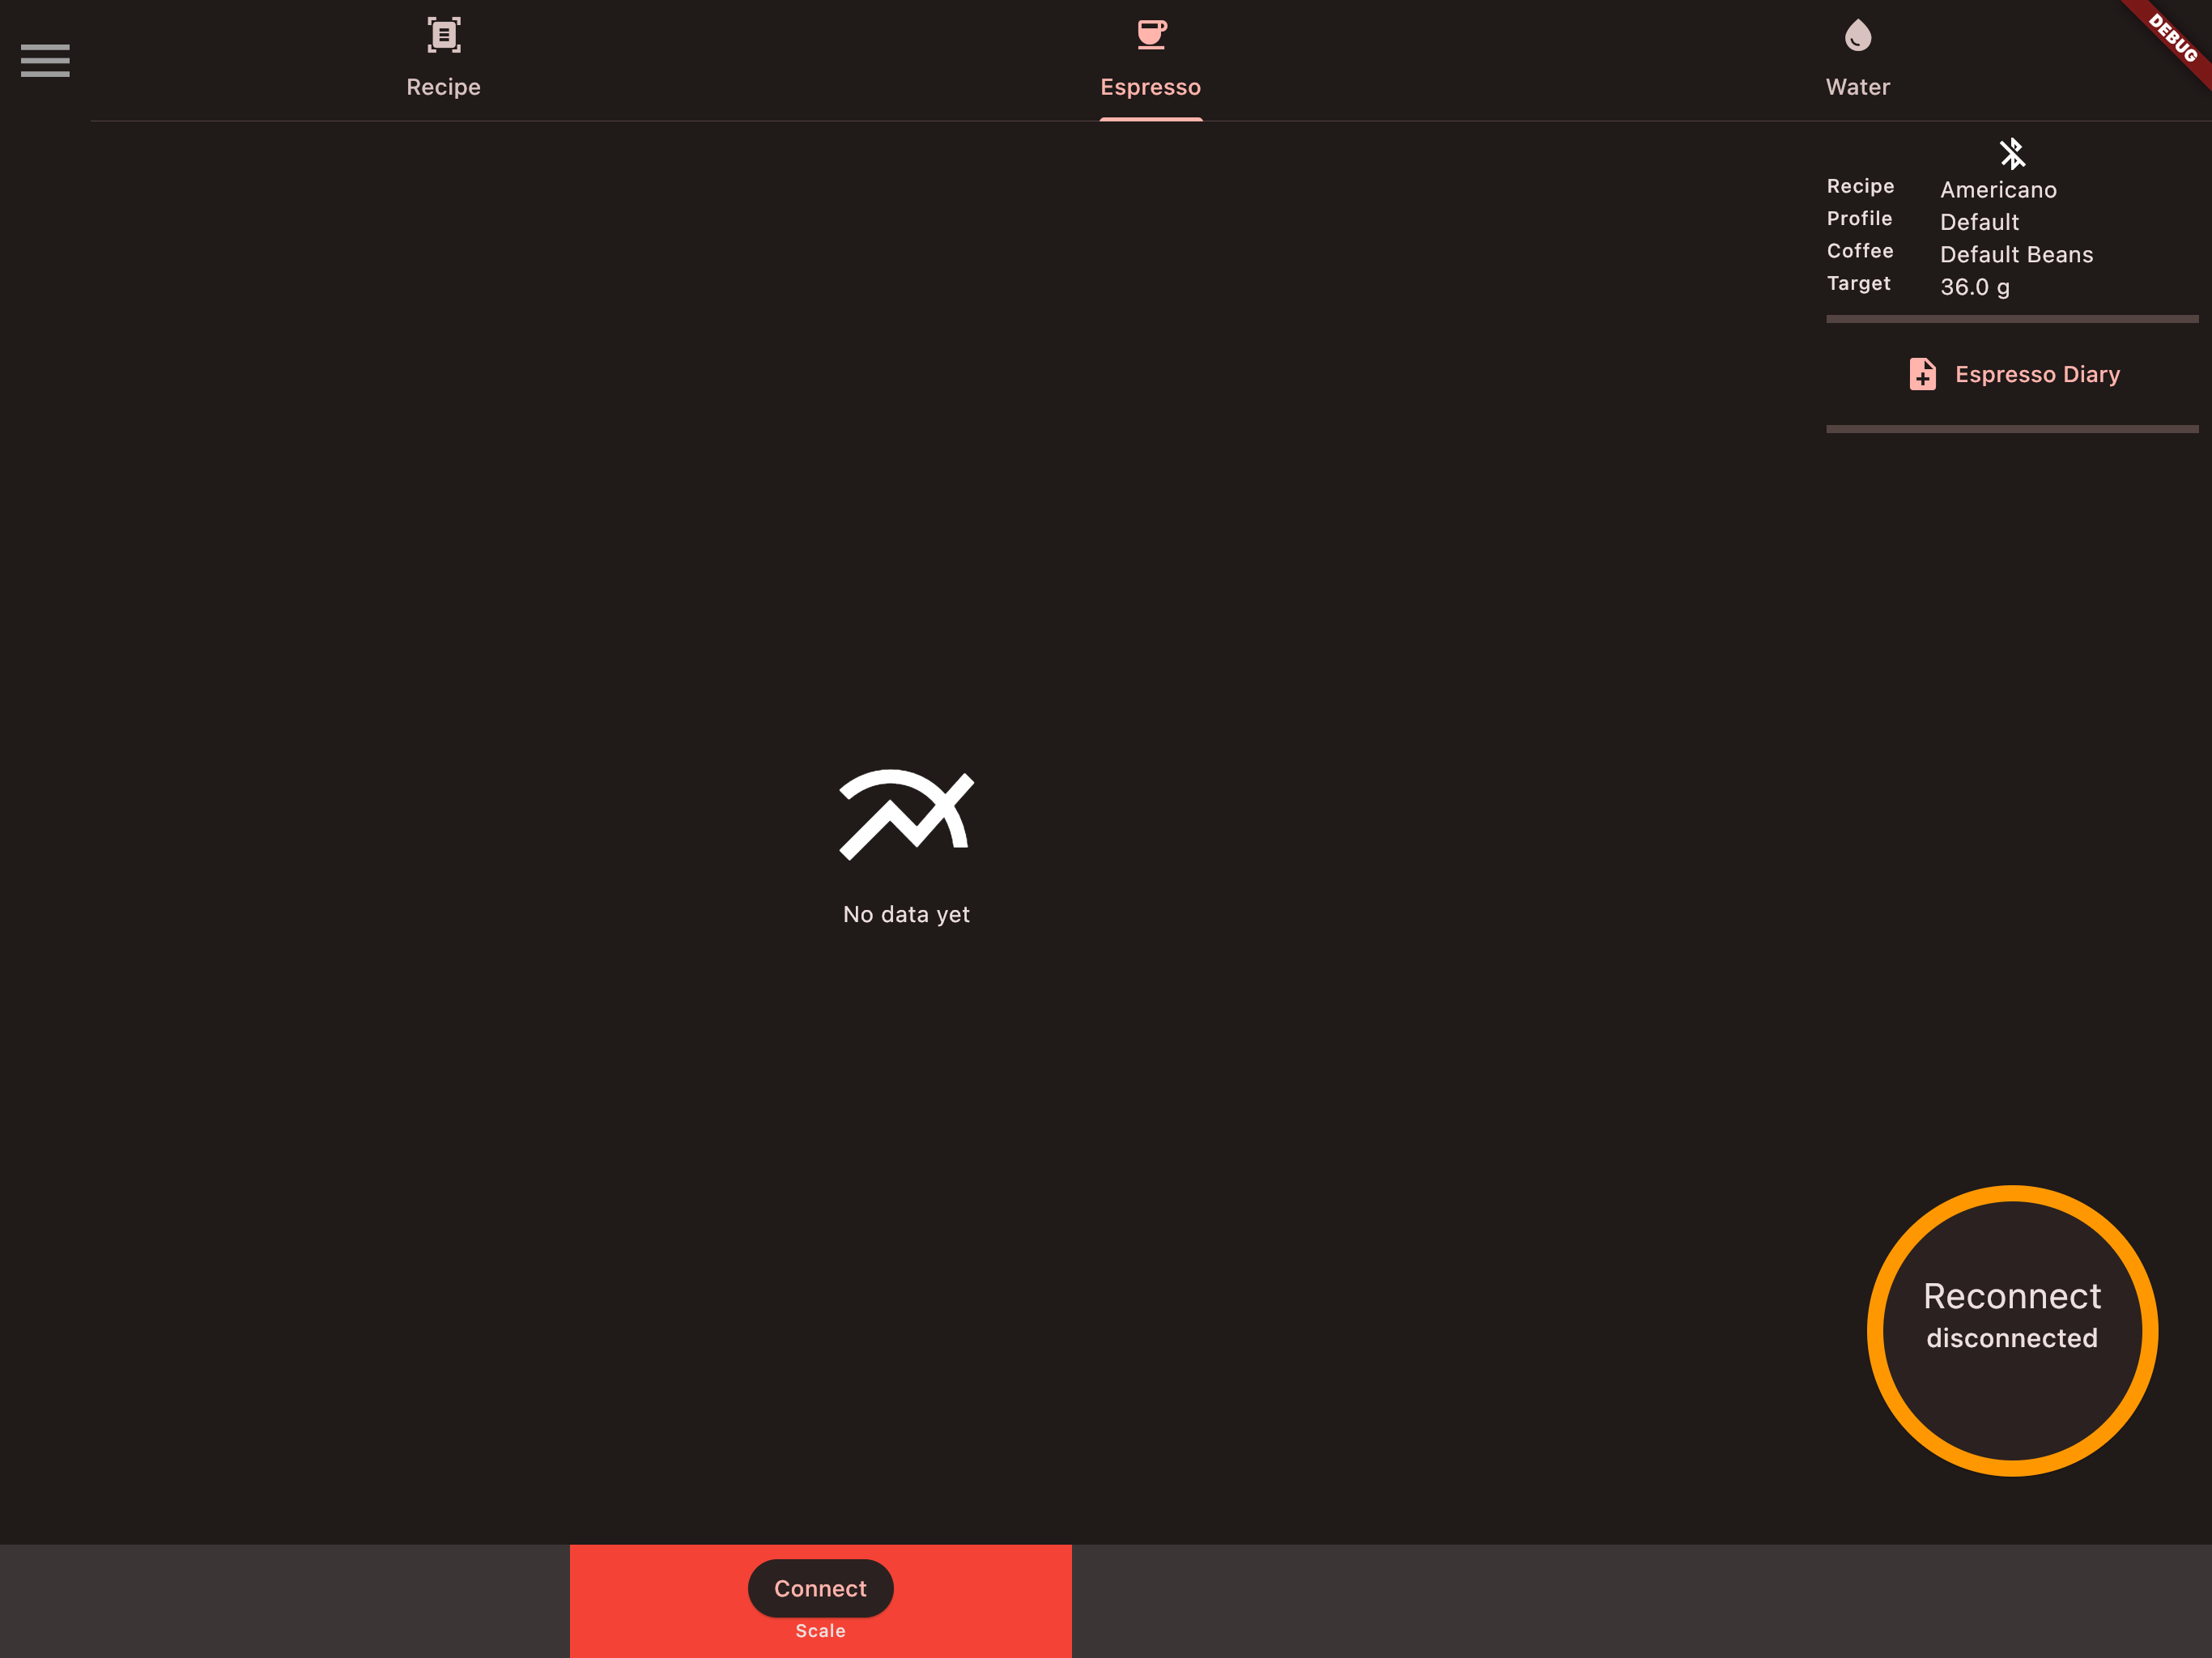 Recipe
Espresso
Water
DEBUG
Recipe Americano
Profile Default
Coffee Default Beans
Target 36.0 g
Espresso Diary
No data yet
Reconnect
disconnected
Connect
Scale